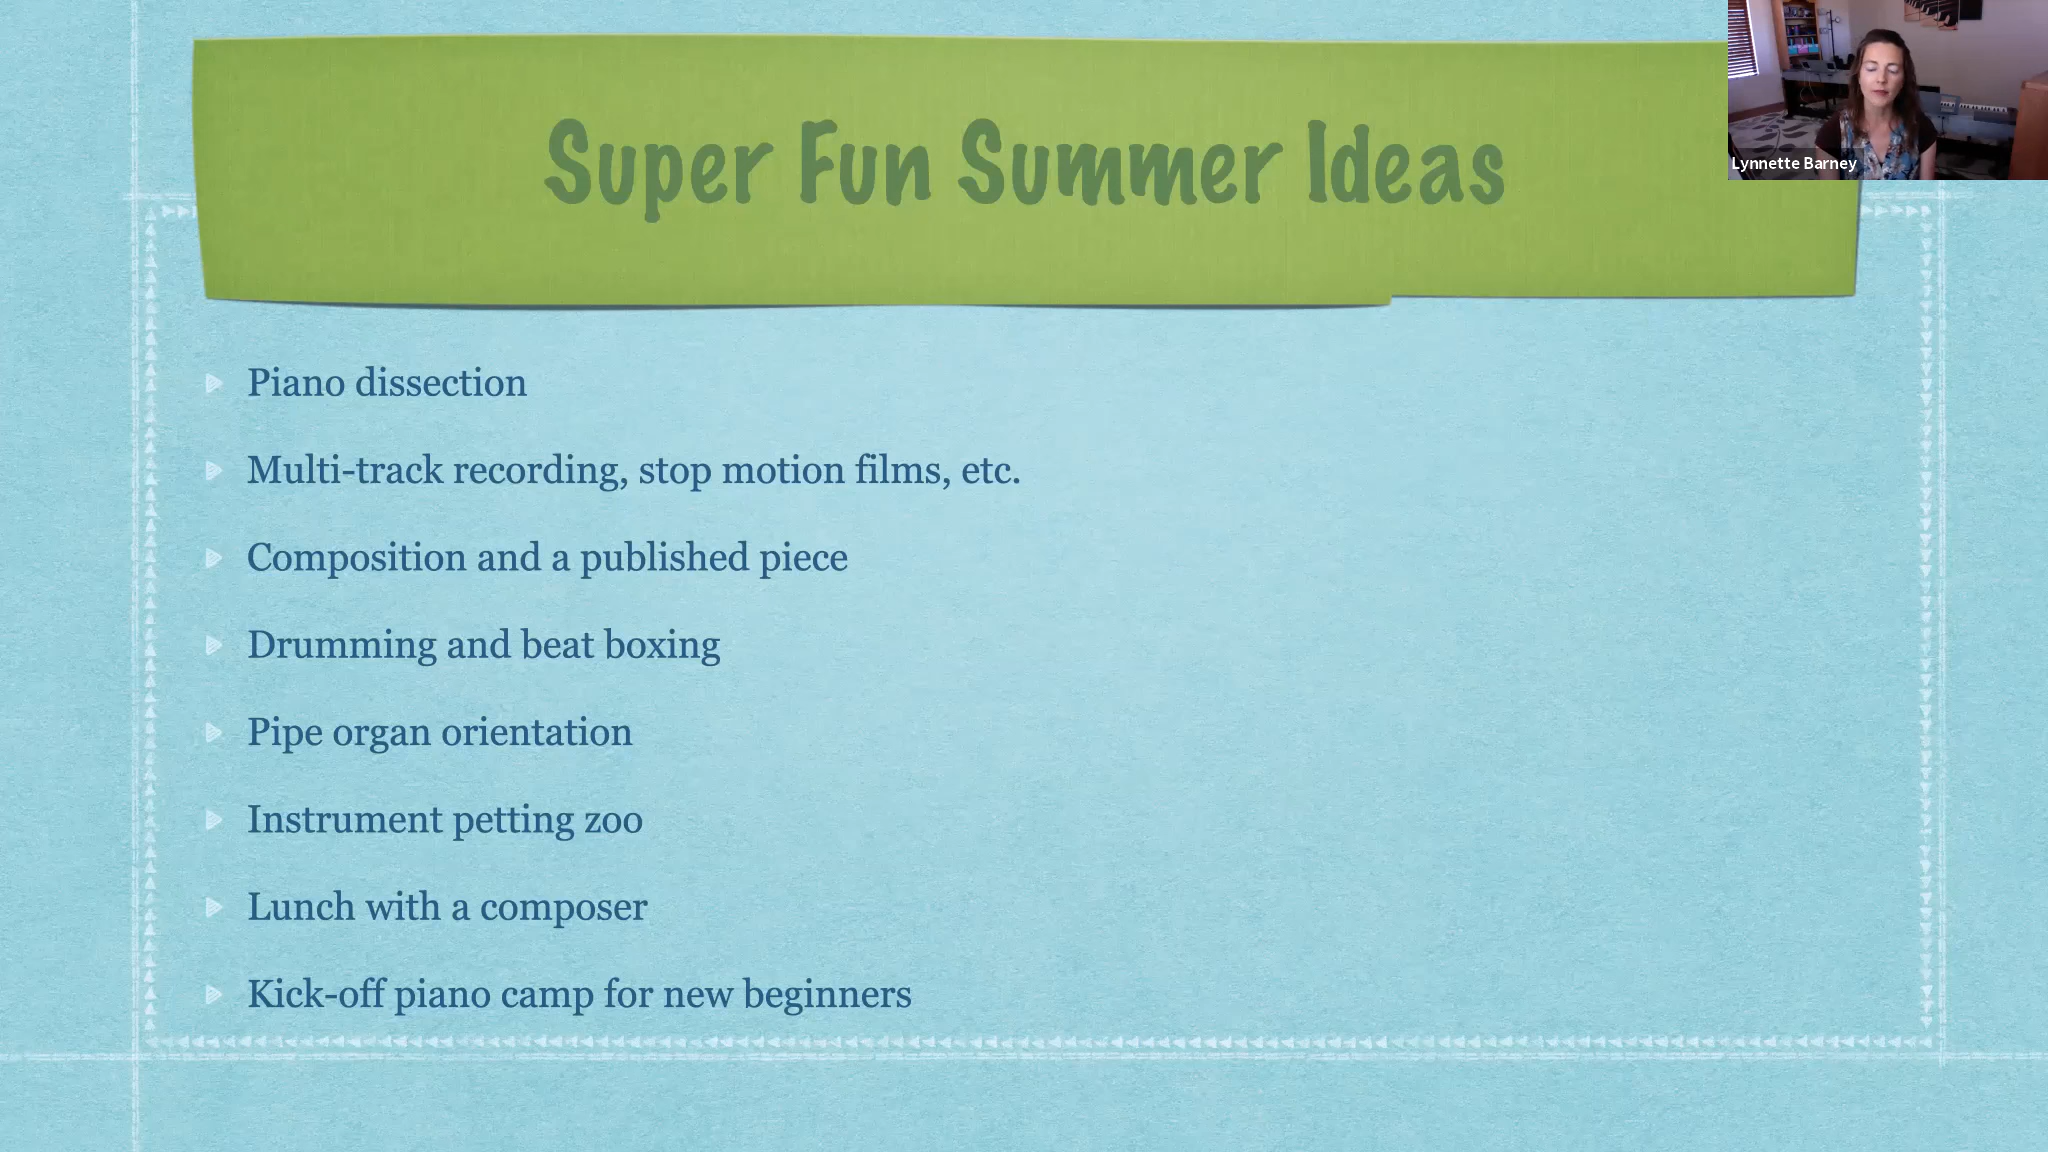 Super Fun Summer Ideas
Lynnette Barney
Piano dissection
Multi-track recording, stop motion films, etc.
Composition and a published piece
Drumming and beat boxing
Pipe organ orientation
Instrument petting zoo
Lunch with a composer
Kick-off piano camp for new beginners